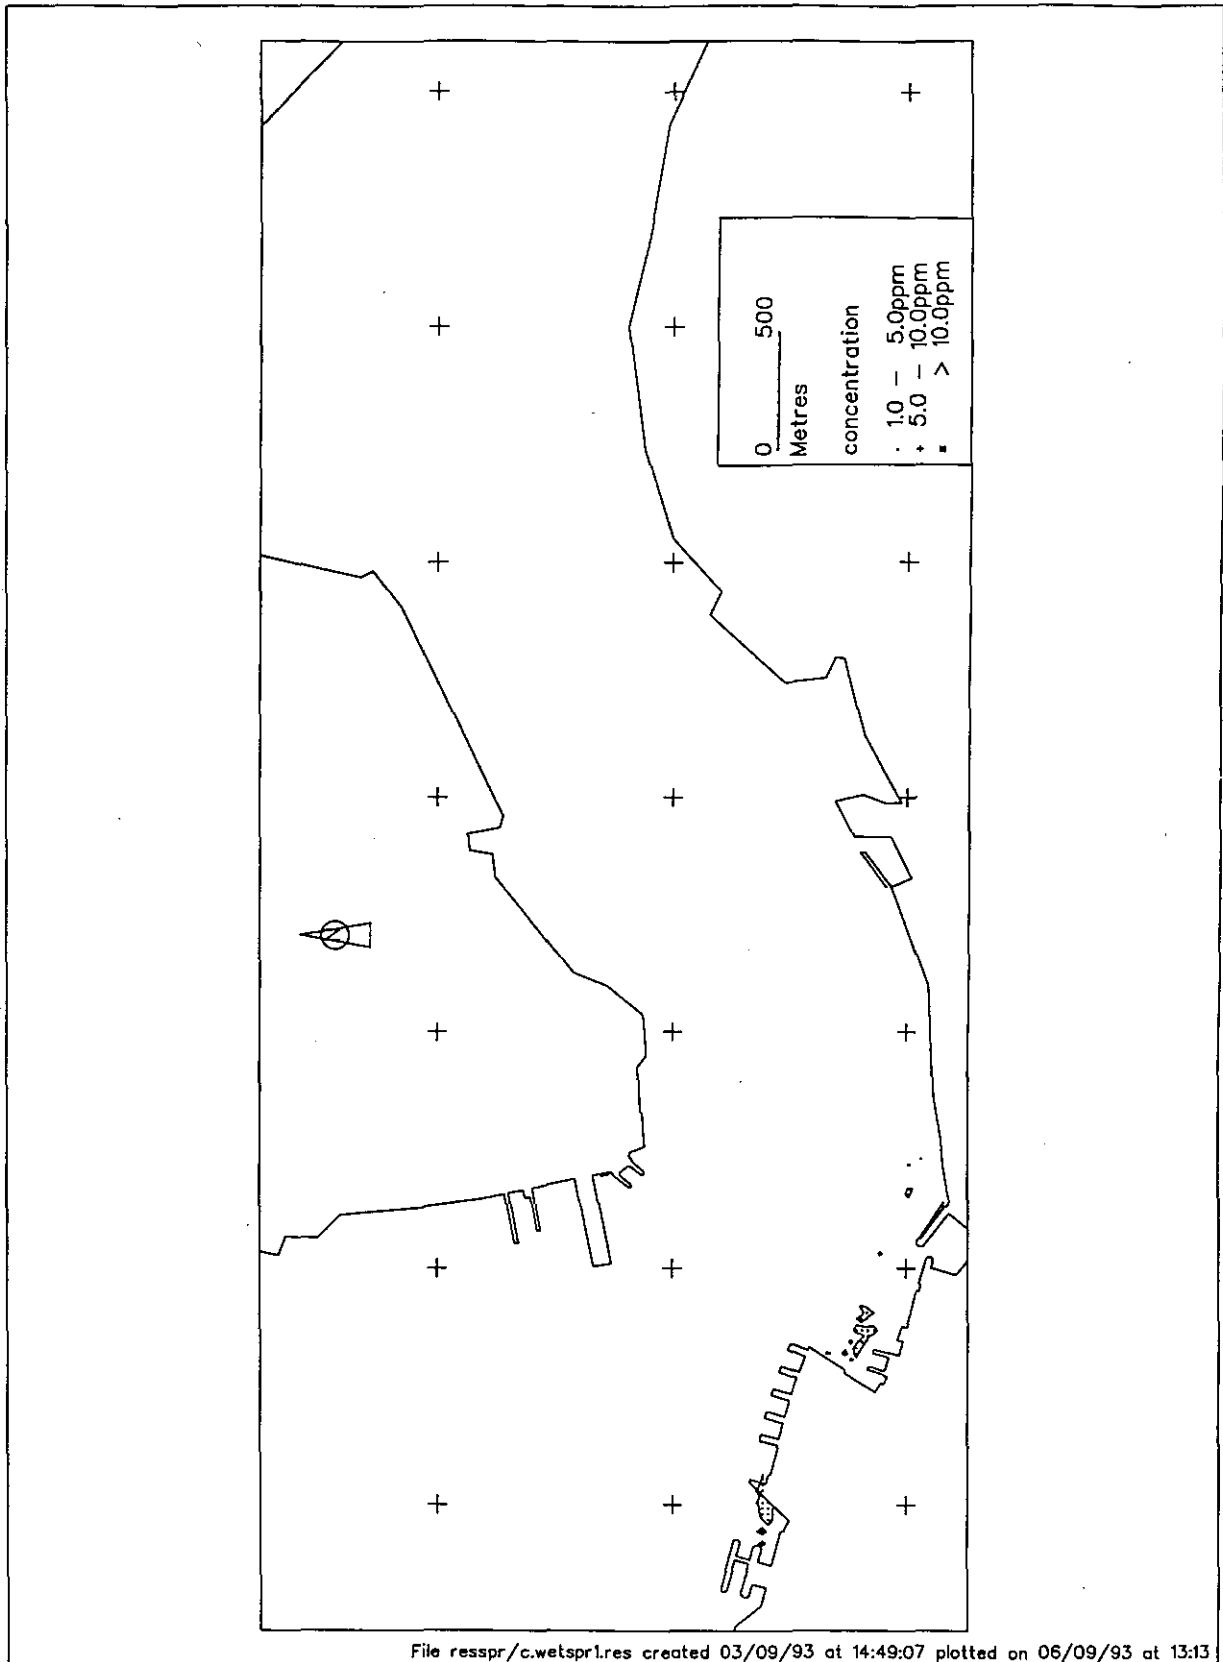 0 500
Metres
concentration
· 1.0 – 5.0ppm
+ 5.0 – 10.0ppm
▪ > 10.0ppm
N
File resspr/c.wetspr1.res created 03/09/93 at 14:49:07 plotted on 06/09/93 at 13:13